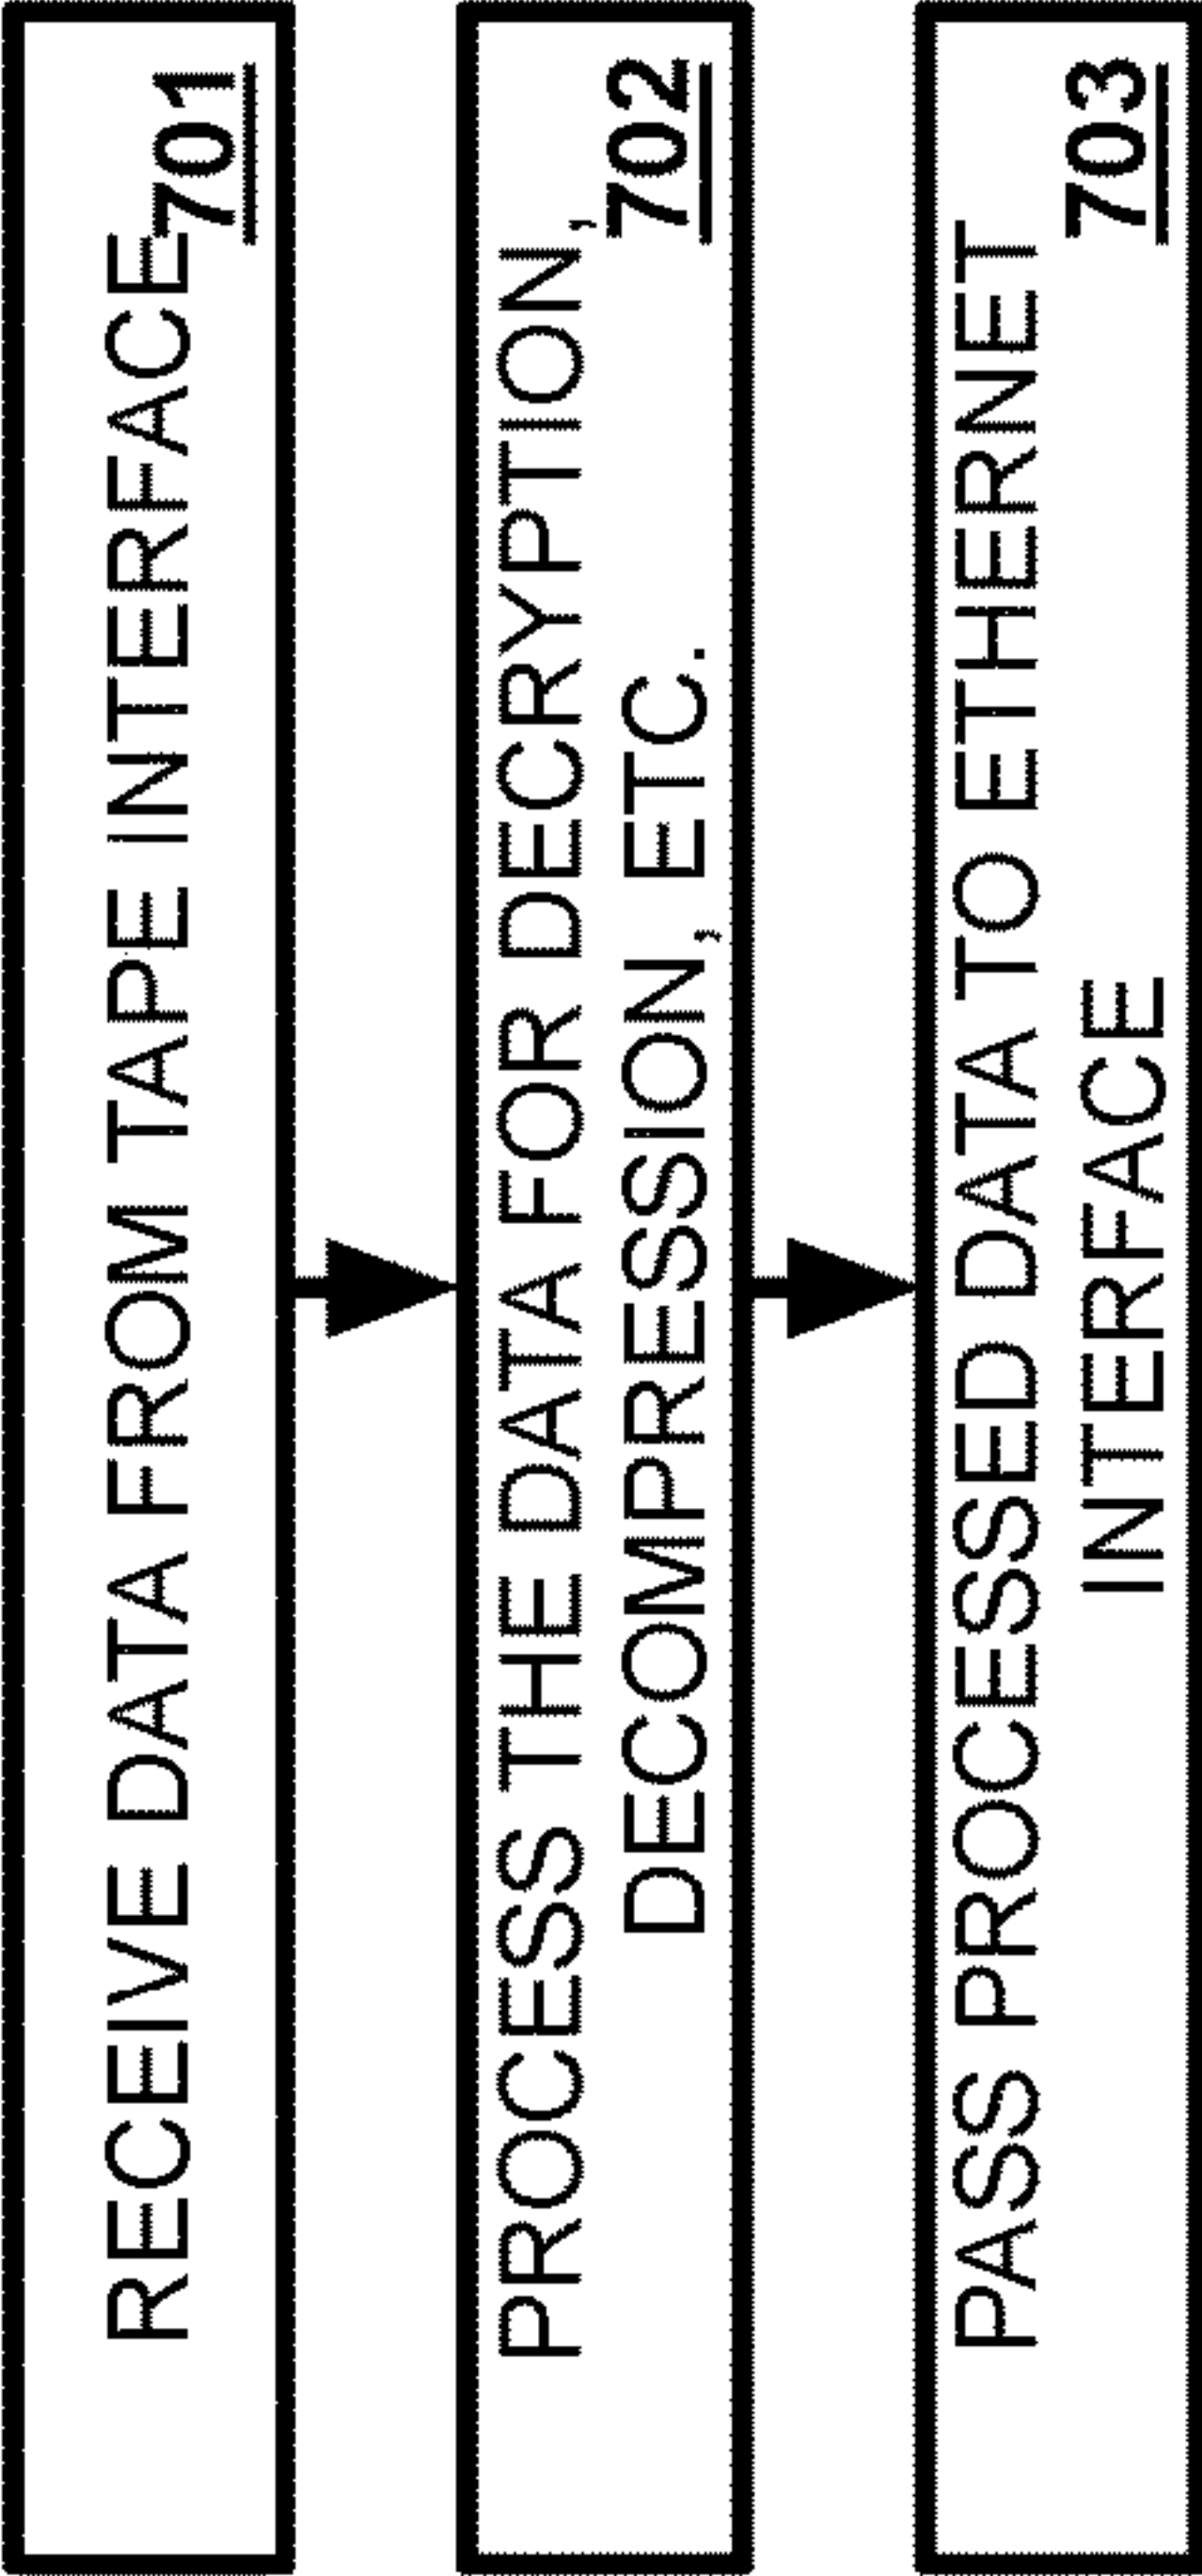 RECEIVE DATA FROM TAPE INTERFACE
701
PROCESS THE DATA FOR DECRYPTION,
DECOMPRESSION, ETC.
702
PASS PROCESSED DATA TO ETHERNET
INTERFACE
703